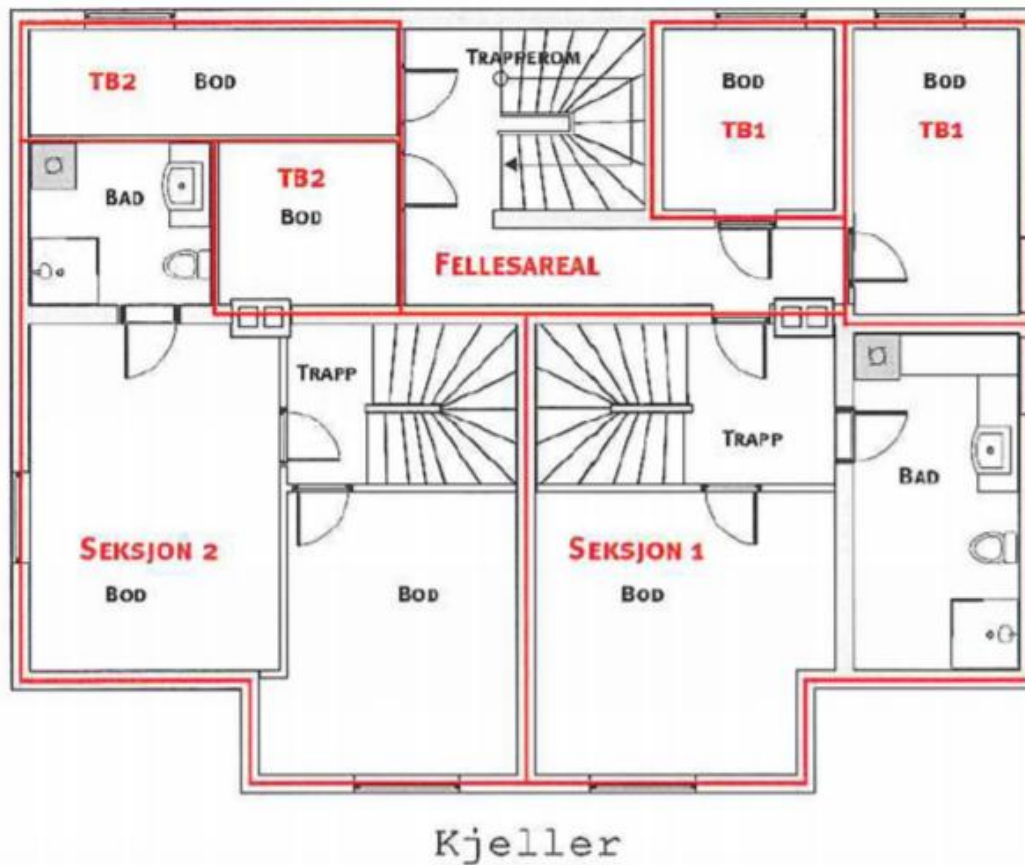 TRAPPEROM
BOD
BOD
TB2 BOD
TB1
TB1
TB2
BAD
BOD
FELLESAREAL
TRAPP
TRAPP
BAD
SEKSJON 2
SEKSJON 1
BOD
BOD
BOD
Kjeller